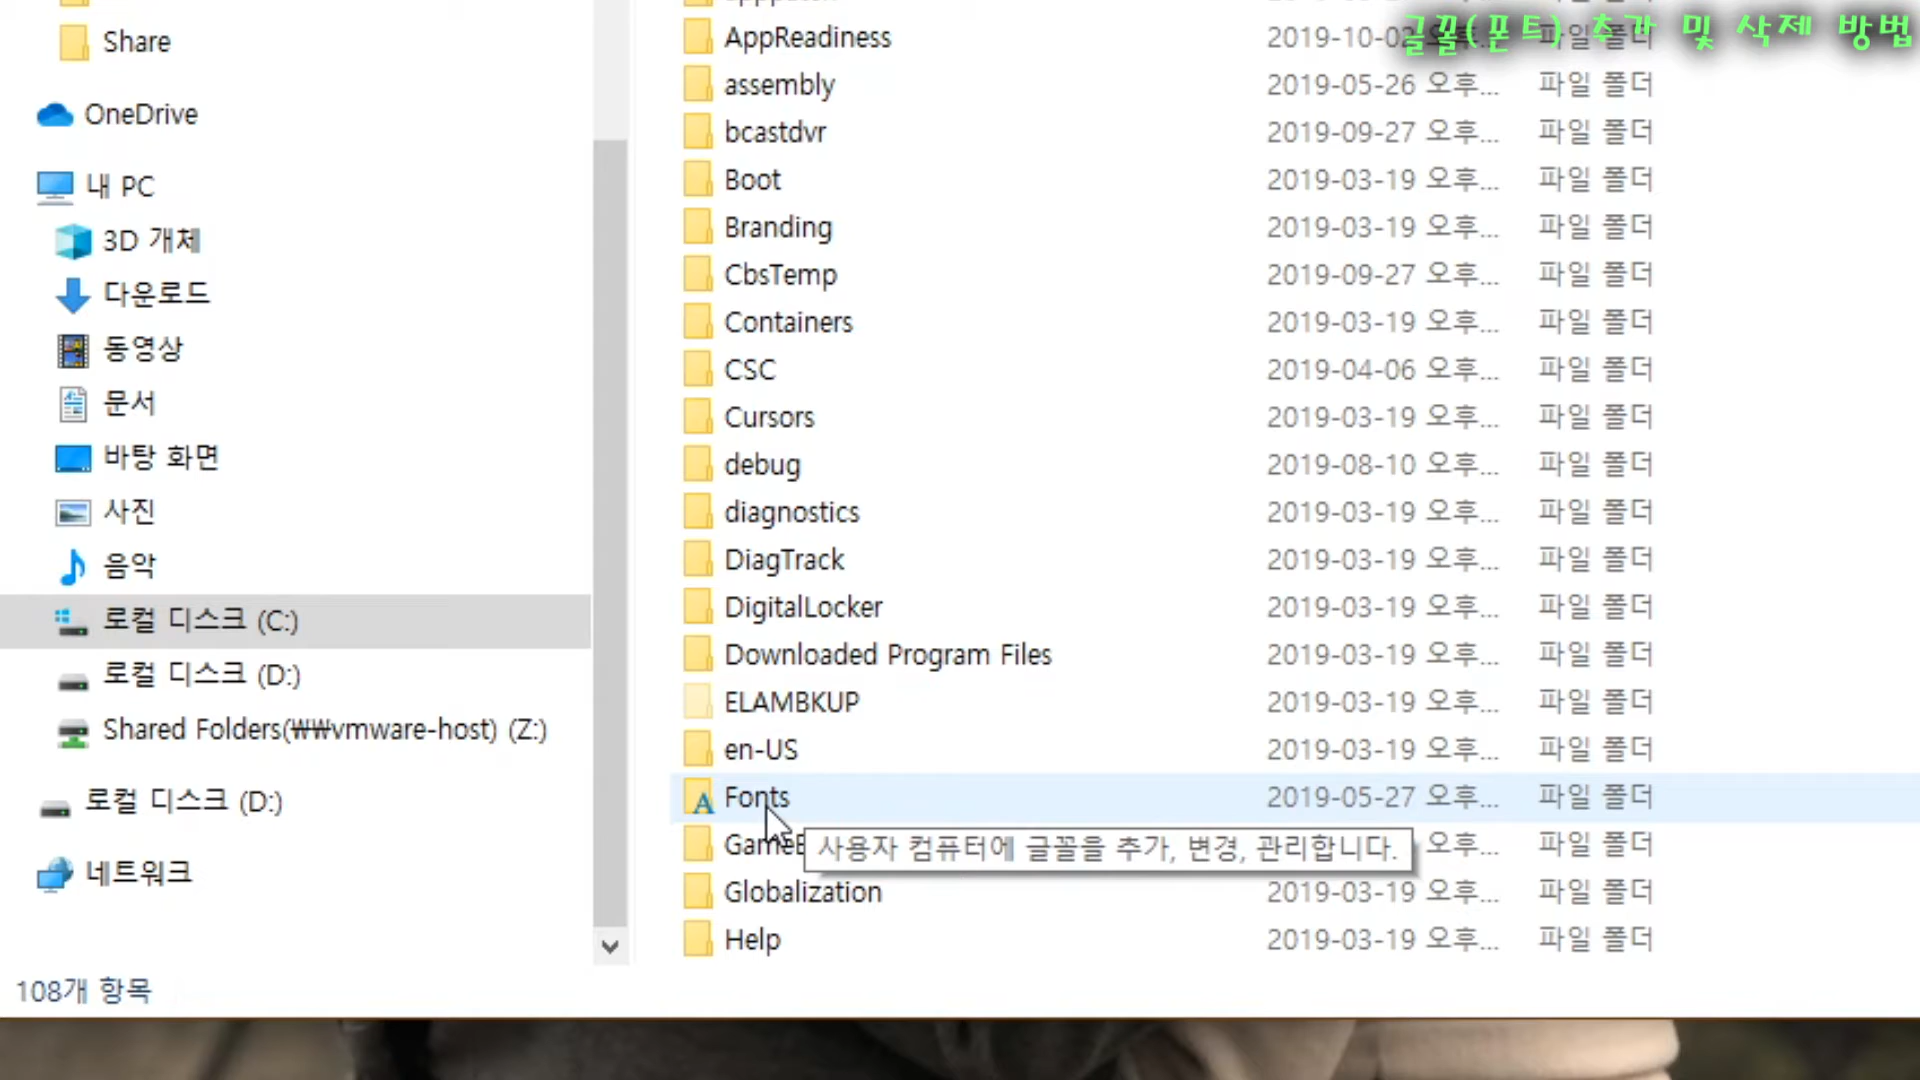 글꼴(폰트) 추가 및 삭제 방법
Share
OneDrive
내 PC
3D 개체
다운로드
동영상
문서
바탕 화면
사진
음악
로컬 디스크 (C:)
로컬 디스크 (D:)
Shared Folders(₩₩vmware-host) (Z:)
로컬 디스크 (D:)
네트워크
108개 항목
AppReadiness 2019-10-02 파일 폴더
assembly 2019-05-26 오후... 파일 폴더
bcastdvr 2019-09-27 오후... 파일 폴더
Boot 2019-03-19 오후... 파일 폴더
Branding 2019-03-19 오후... 파일 폴더
CbsTemp 2019-09-27 오후... 파일 폴더
Containers 2019-03-19 오후... 파일 폴더
CSC 2019-04-06 오후... 파일 폴더
Cursors 2019-03-19 오후... 파일 폴더
debug 2019-08-10 오후... 파일 폴더
diagnostics 2019-03-19 오후... 파일 폴더
DiagTrack 2019-03-19 오후... 파일 폴더
DigitalLocker 2019-03-19 오후... 파일 폴더
Downloaded Program Files 2019-03-19 오후... 파일 폴더
ELAMBKUP 2019-03-19 오후... 파일 폴더
en-US 2019-03-19 오후... 파일 폴더
Fonts 2019-05-27 오후... 파일 폴더
사용자 컴퓨터에 글꼴을 추가, 변경, 관리합니다. 오후... 파일 폴더
Globalization 2019-03-19 오후... 파일 폴더
Help 2019-03-19 오후... 파일 폴더